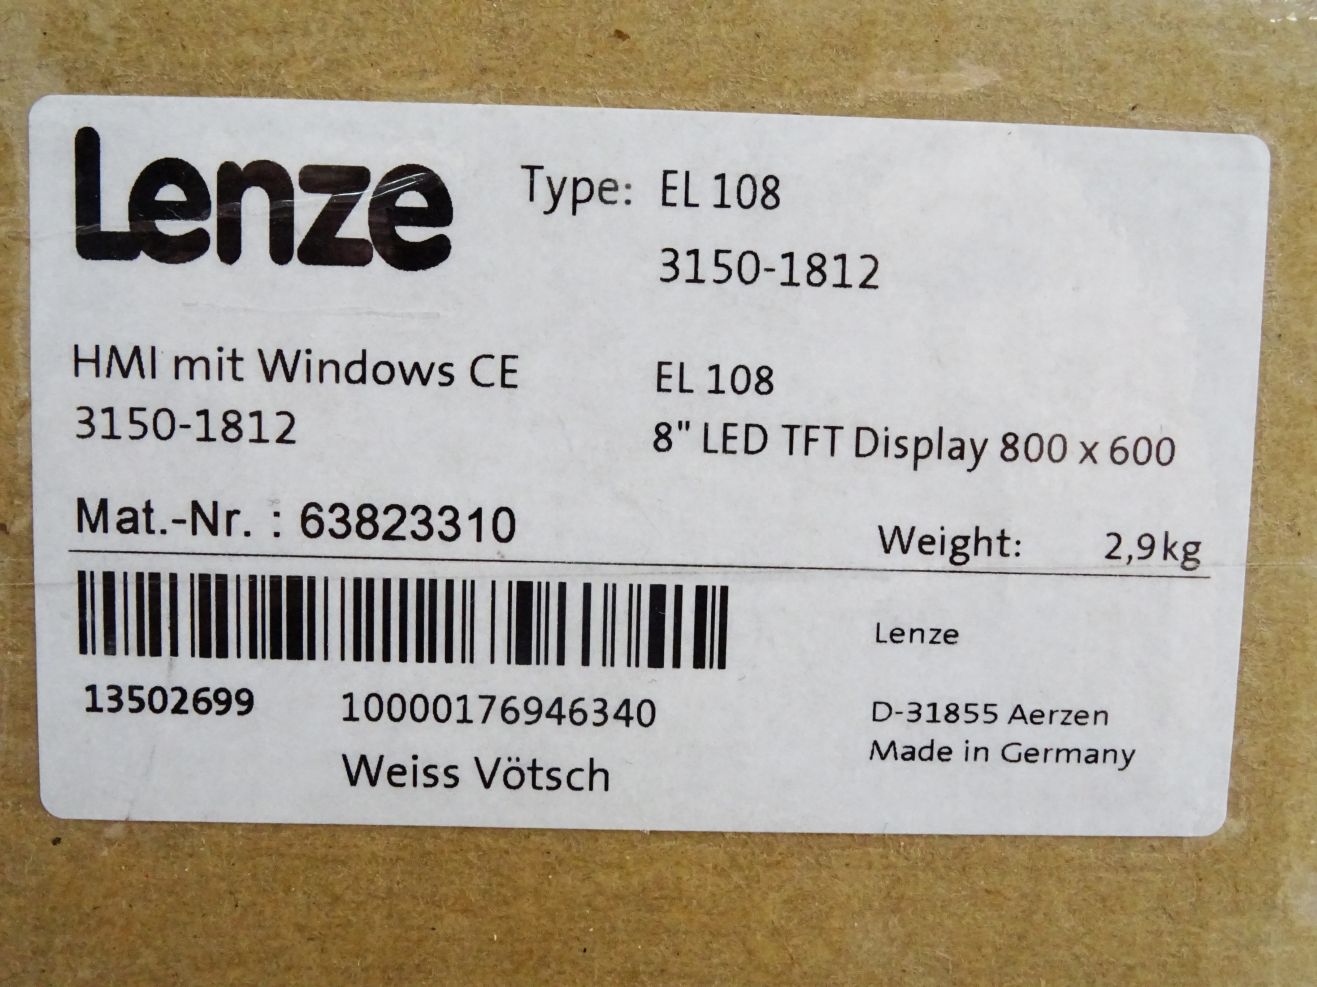 Lenze
Type: EL 108
3150-1812
HMI mit Windows CE
3150-1812
EL 108
8" LED TFT Display 800 x 600
Mat.-Nr. : 63823310
Weight: 2,9kg
13502699 10000176946340
Weiss Vötsch
Lenze
D-31855 Aerzen
Made in Germany